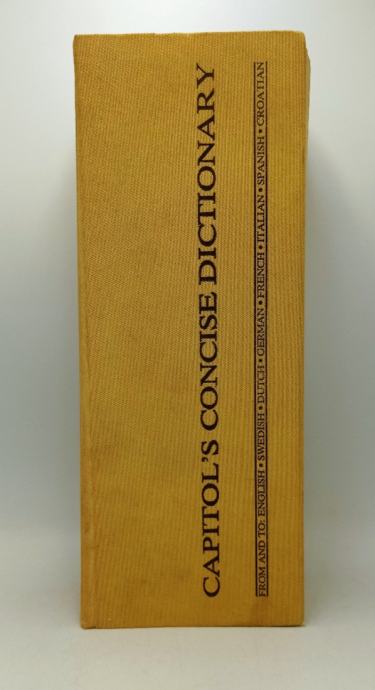 CAPITOL'S CONCISE DICTIONARY
FROM AND TO: ENGLISH • SWEDISH • DUTCH • GERMAN • FRENCH • ITALIAN • SPANISH • CROATIAN